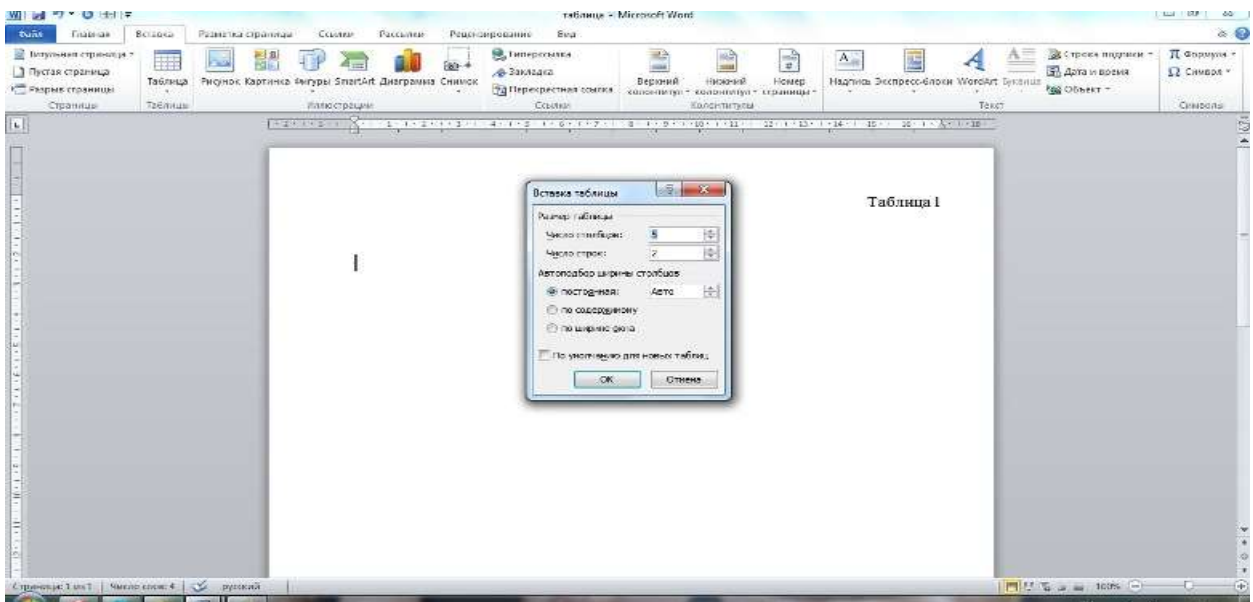 таблица - Microsoft Word
Файл Главная Вставка Разметка страницы Ссылки Рассылки Рецензирование Вид
Титульная страница
Пустая страница
Разрыв страницы
Страницы
Таблица
Таблицы
Рисунок Картинка Фигуры SmartArt Диаграмма Снимок
Иллюстрации
Гиперссылка
Закладка
Перекрестная ссылка
Ссылки
Верхний колонтитул
Нижний колонтитул
Номер страницы
Колонтитулы
Надпись Экспресс-блоки WordArt Буквица
Строка подписи
Дата и время
Объект
Текст
Формула
Символ
Символы
Таблица 1
Вставка таблицы
Размер таблицы
Число столбцов: 5
Число строк: 2
Автоподбор ширины столбцов
постоянная: Авто
по содержимому
по ширине окна
По умолчанию для новых таблиц
ОК Отмена
Страница: 1 из 1 Число слов: 4 русский 100%